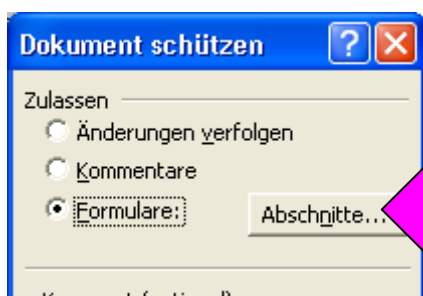 Dokument schützen
Zulassen
Änderungen verfolgen
Kommentare
Formulare:
Abschnitte...